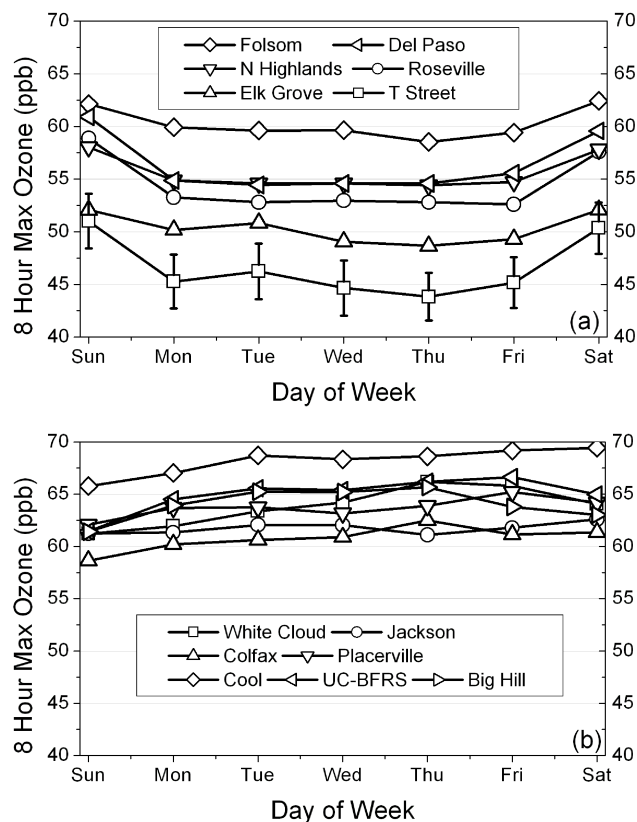 70 70
Folsom Del Paso
N Highlands Roseville
Elk Grove T Street
65 65
60 60
55 55
50 50
45 45
40 40
8 Hour Max Ozone (ppb)
(a)
Sun Mon Tue Wed Thu Fri Sat
Day of Week
70 70
65 65
60 60
55 55
50 50
45 45
40 40
8 Hour Max Ozone (ppb)
White Cloud Jackson
Colfax Placerville
Cool UC-BFRS Big Hill
(b)
Sun Mon Tue Wed Thu Fri Sat
Day of Week